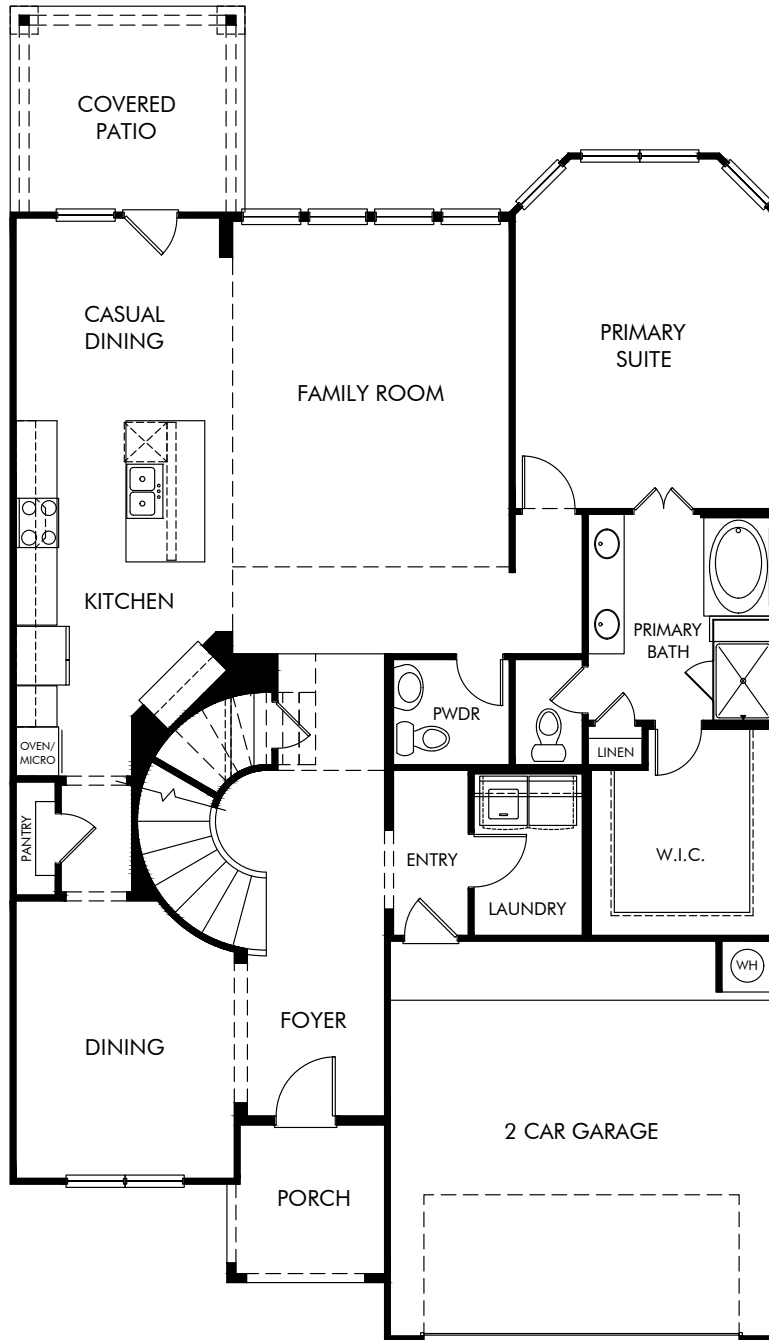 COVERED
PATIO
CASUAL
DINING
PRIMARY
SUITE
FAMILY ROOM
KITCHEN
PRIMARY
BATH
PWDR
OVEN/
MICRO
LINEN
PANTRY
ENTRY
W.I.C.
LAUNDRY
WH
FOYER
DINING
2 CAR GARAGE
PORCH